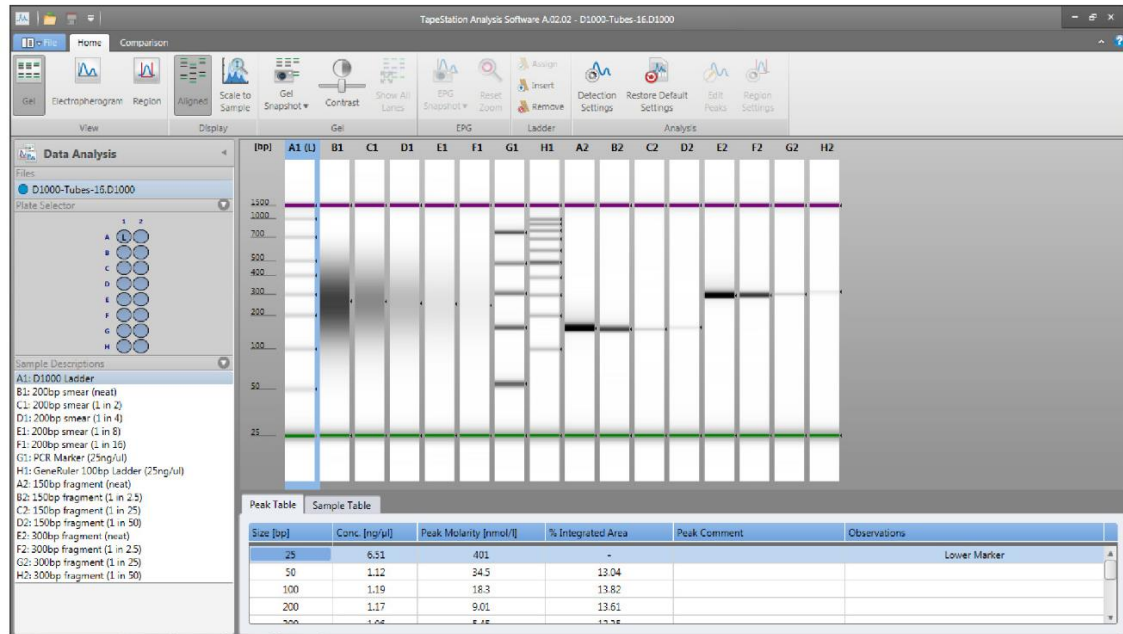 TapeStation Analysis Software A.02.02 - D1000-Tubes-16.D1000
File Home Comparison
Gel Electropherogram Region Aligned Scale to Sample Gel Snapshot Contrast Show All Lanes EPG Snapshot Reset Zoom Assign Insert Remove Detection Settings Restore Default Settings Edit Peaks Region Settings
View Display Gel EPG Ladder Analysis
Data Analysis
Files
D1000-Tubes-16.D1000
Plate Selector
1 2
A L
B
C
D
E
F
G
H
Sample Descriptions
A1: D1000 Ladder
B1: 200bp smear (neat)
C1: 200bp smear (1 in 2)
D1: 200bp smear (1 in 4)
E1: 200bp smear (1 in 8)
F1: 200bp smear (1 in 16)
G1: PCR Marker (25ng/ul)
H1: GeneRuler 100bp Ladder (25ng/ul)
A2: 150bp fragment (neat)
B2: 150bp fragment (1 in 2.5)
C2: 150bp fragment (1 in 25)
D2: 150bp fragment (1 in 50)
E2: 300bp fragment (neat)
F2: 300bp fragment (1 in 2.5)
G2: 300bp fragment (1 in 25)
H2: 300bp fragment (1 in 50)
[bp] A1 (L) B1 C1 D1 E1 F1 G1 H1 A2 B2 C2 D2 E2 F2 G2 H2
1500
1000
700
500
400
300
200
100
50
25
Peak Table Sample Table
Size [bp] Conc. [ng/µl] Peak Molarity [nmol/l] % Integrated Area Peak Comment Observations
25 6.51 401 - Lower Marker
50 1.12 34.5 13.04
100 1.19 18.3 13.82
200 1.17 9.01 13.61